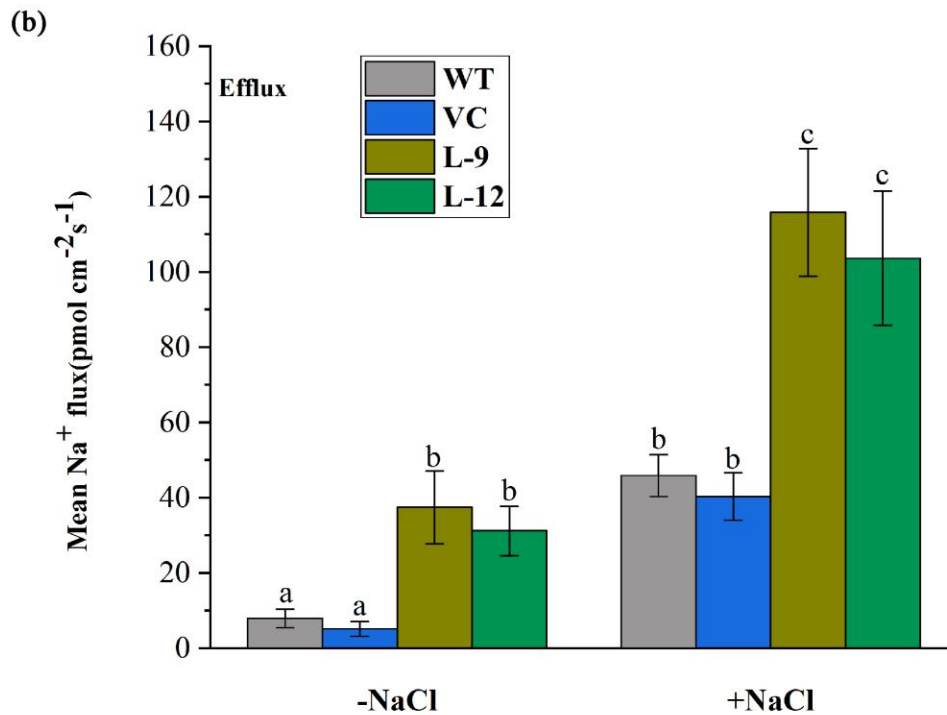 (b)
160
140
120
100
80
60
40
20
0
Mean Na⁺ flux(pmol cm⁻²s⁻¹)
Efflux
WT
VC
L-9
L-12
a
a
b
b
b
b
c
c
-NaCl
+NaCl